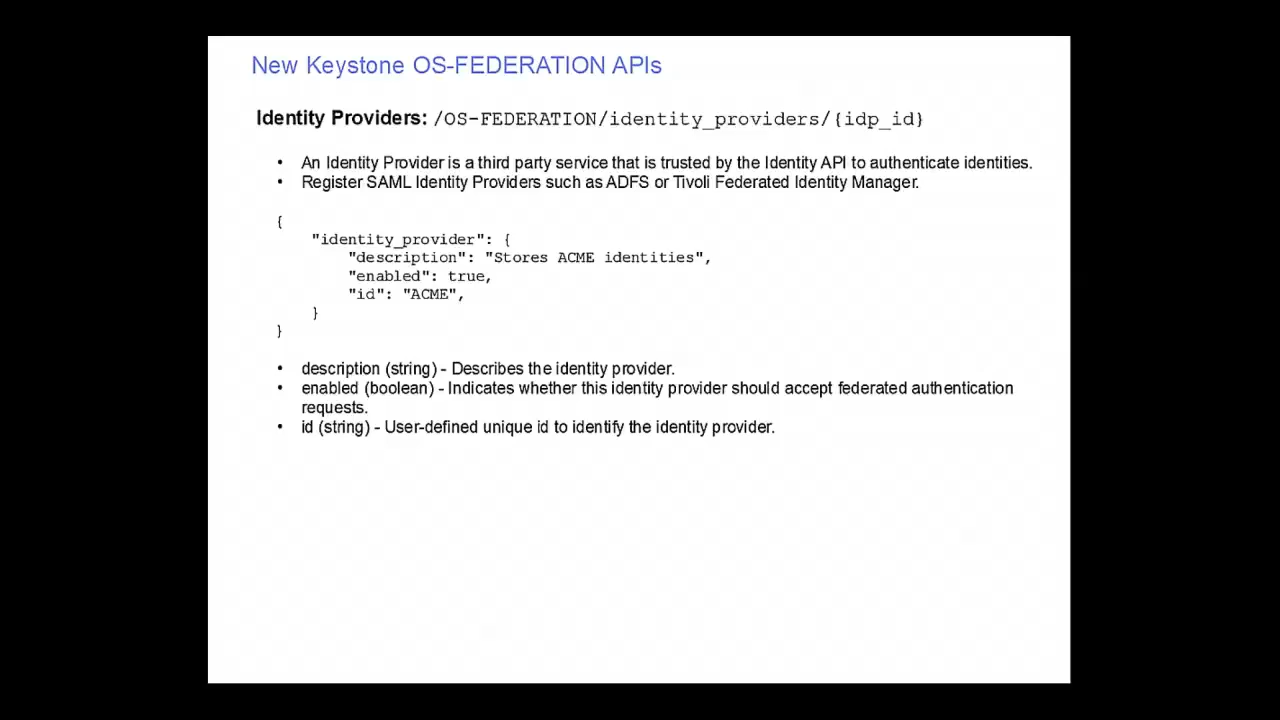 New Keystone OS-FEDERATION APIs
Identity Providers: /OS-FEDERATION/identity_providers/{idp_id}
• An Identity Provider is a third party service that is trusted by the Identity API to authenticate identities.
• Register SAML Identity Providers such as ADFS or Tivoli Federated Identity Manager.
{
    "identity_provider": {
        "description": "Stores ACME identities",
        "enabled": true,
        "id": "ACME",
    }
}
• description (string) - Describes the identity provider.
• enabled (boolean) - Indicates whether this identity provider should accept federated authentication
requests.
• id (string) - User-defined unique id to identify the identity provider.